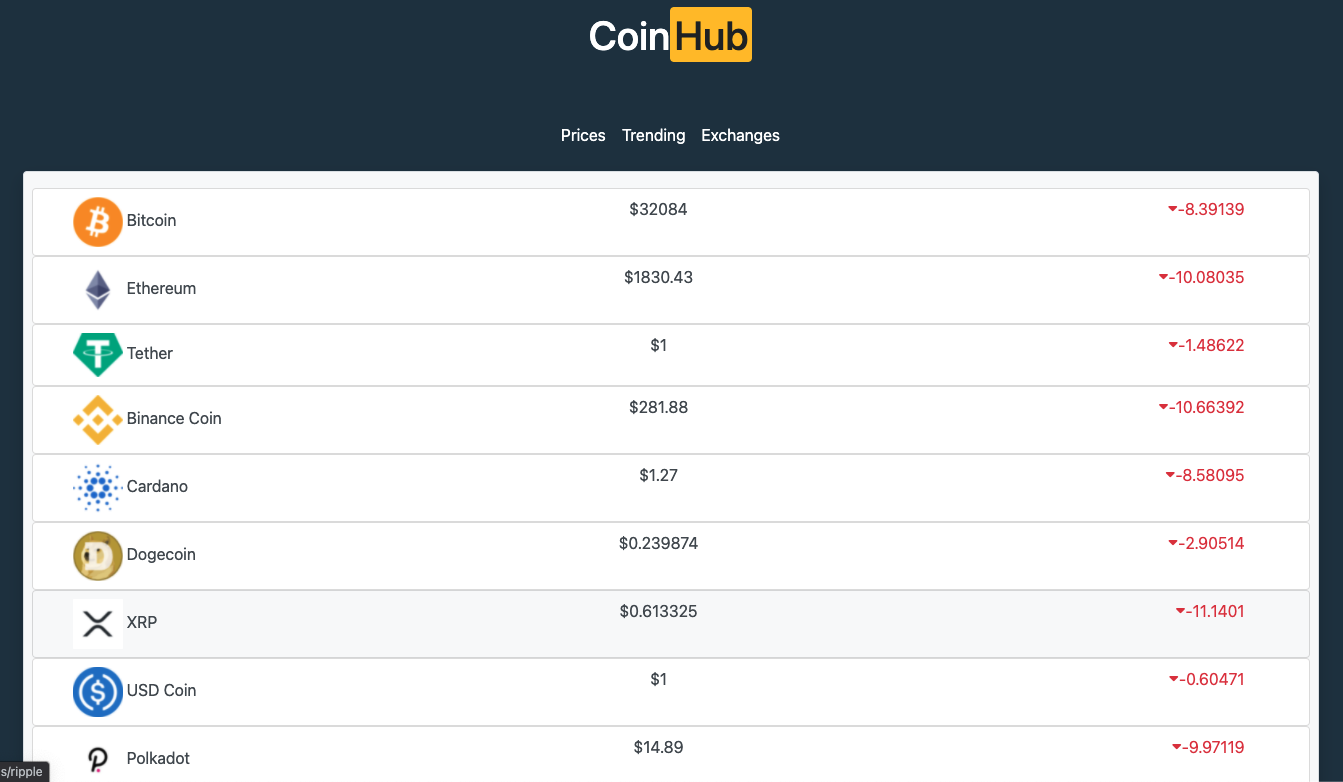 CoinHub
Prices Trending Exchanges
Bitcoin $32084 -8.39139
Ethereum $1830.43 -10.08035
Tether $1 -1.48622
Binance Coin $281.88 -10.66392
Cardano $1.27 -8.58095
Dogecoin $0.239874 -2.90514
XRP $0.613325 -11.1401
USD Coin $1 -0.60471
Polkadot $14.89 -9.97119
s/ripple